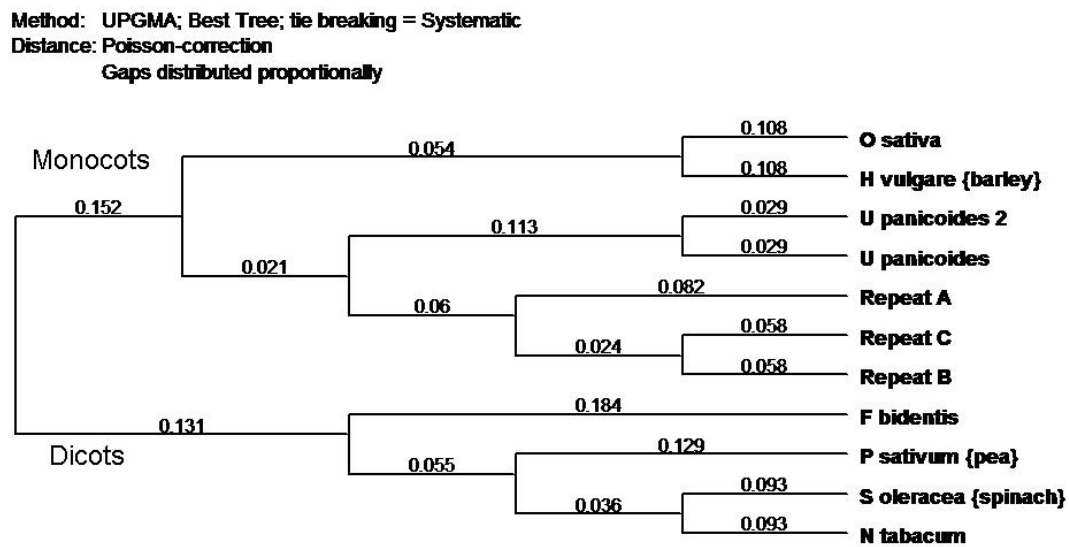 Method: UPGMA; Best Tree; tie breaking = Systematic
Distance: Poisson-correction
Gaps distributed proportionally
0.108
O sativa
Monocots
0.054
0.108
H vulgare {barley}
0.152
0.029
U panicoides 2
0.113
0.029
U panicoides
0.021
0.082
Repeat A
0.06
0.058
Repeat C
0.024
0.058
Repeat B
0.184
F bidentis
0.131
Dicots
0.129
P sativum {pea}
0.055
0.093
S oleracea {spinach}
0.036
0.093
N tabacum